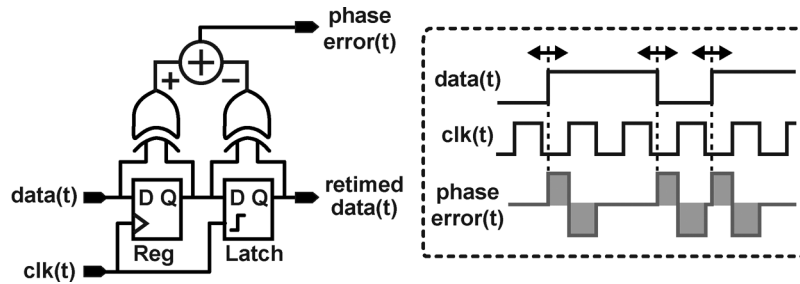 phase
error(t)
+
−
data(t)
D Q
D Q
retimed
data(t)
Reg
Latch
clk(t)
data(t)
clk(t)
phase
error(t)